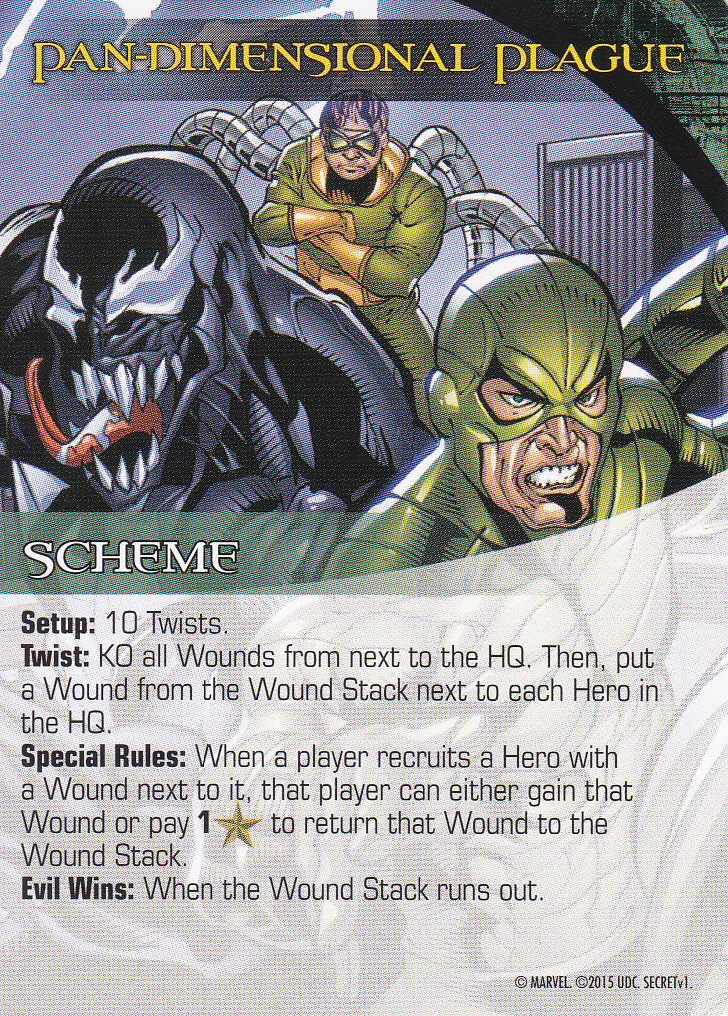 PAN-DIMENSIONAL PLAGUE
SCHEME
Setup: 10 Twists.
Twist: KO all Wounds from next to the HQ. Then, put
a Wound from the Wound Stack next to each Hero in
the HQ.
Special Rules: When a player recruits a Hero with
a Wound next to it, that player can either gain that
Wound or pay 1 to return that Wound to the
Wound Stack.
Evil Wins: When the Wound Stack runs out.
© MARVEL. ©2015 UDC. SECRETv1.